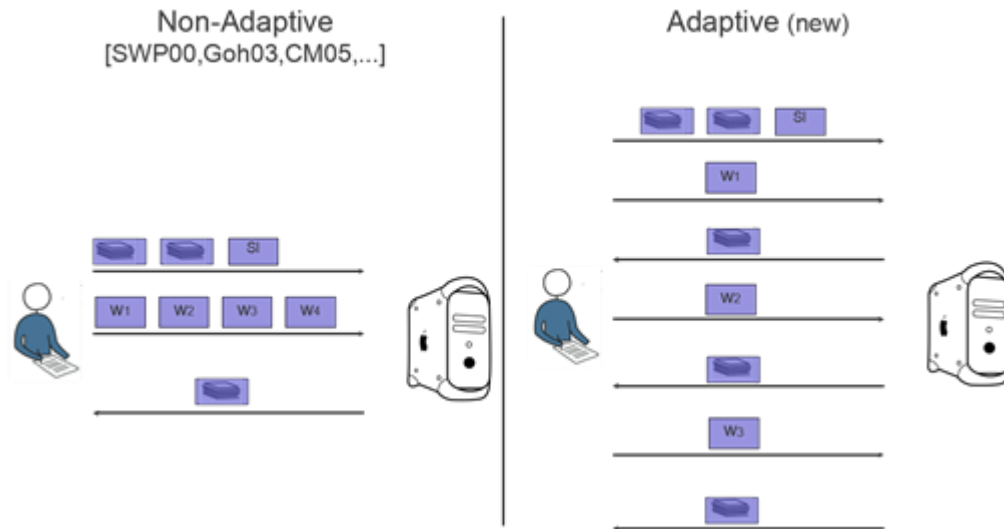 Non-Adaptive
[SWP00,Goh03,CM05,...]
SI
W1 W2 W3 W4
Adaptive (new)
SI
W1
W2
W3